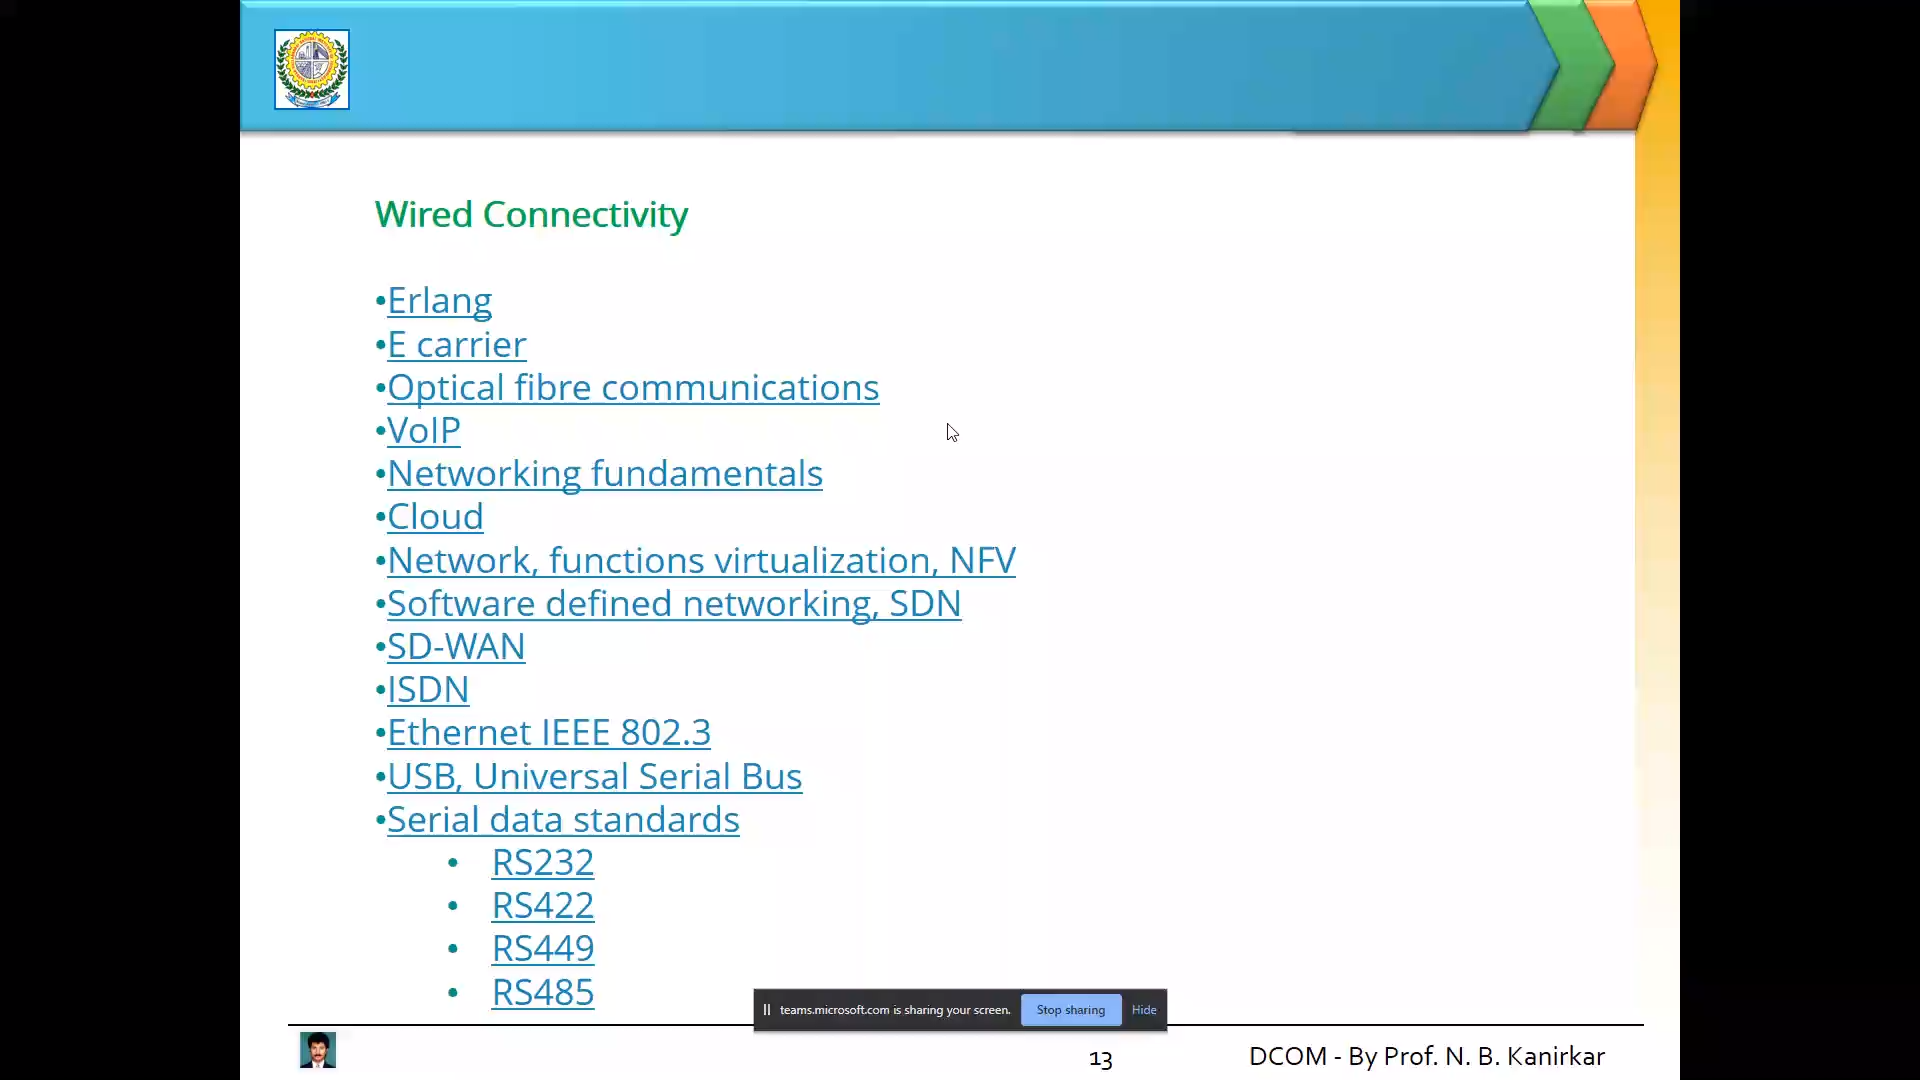 Wired Connectivity
•Erlang
•E carrier
•Optical fibre communications
•VoIP
•Networking fundamentals
•Cloud
•Network, functions virtualization, NFV
•Software defined networking, SDN
•SD-WAN
•ISDN
•Ethernet IEEE 802.3
•USB, Universal Serial Bus
•Serial data standards
• RS232
• RS422
• RS449
• RS485
teams.microsoft.com is sharing your screen. Stop sharing Hide
13 DCOM - By Prof. N. B. Kanirkar